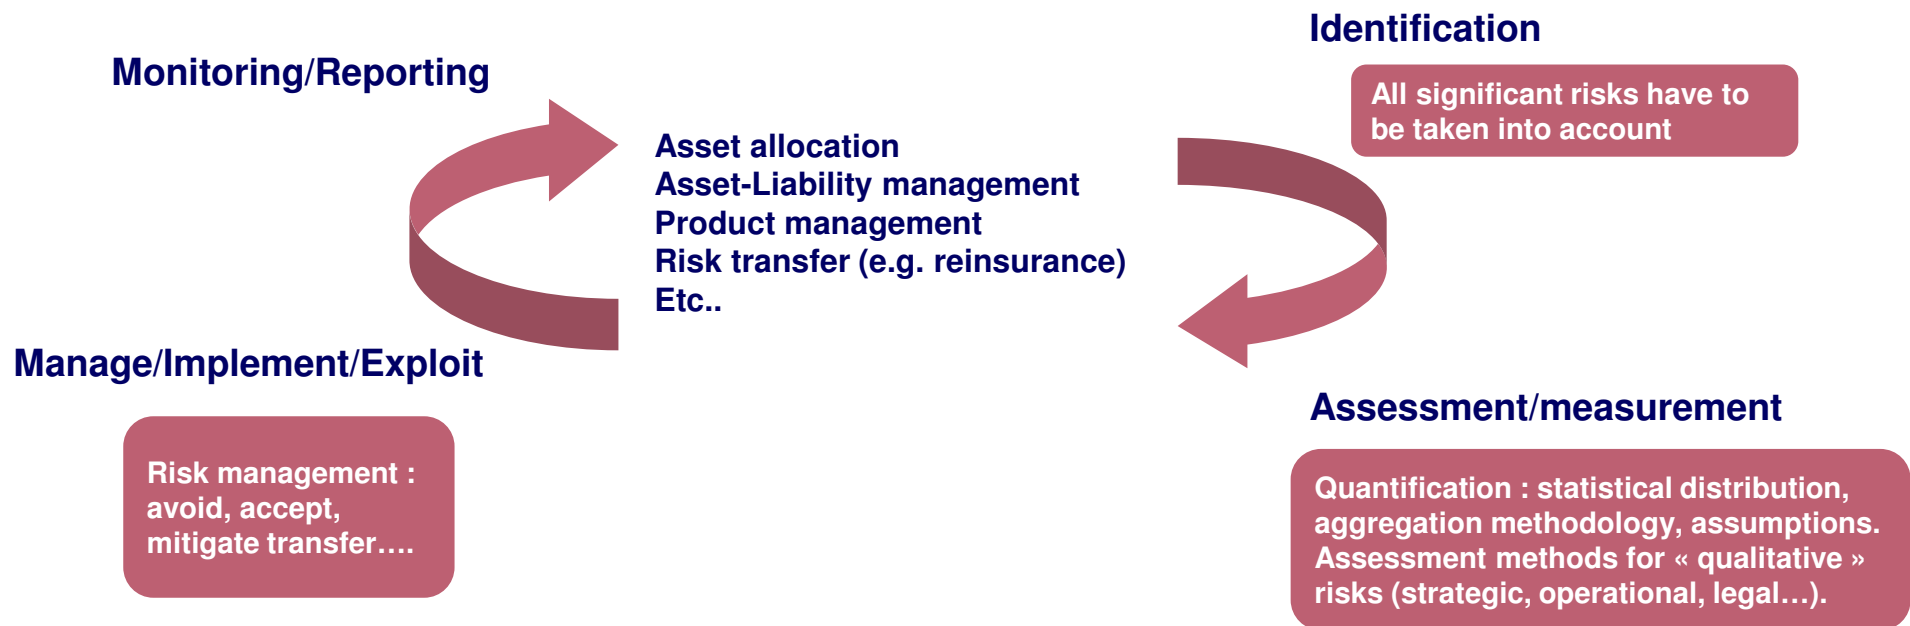 Identification
Monitoring/Reporting
All significant risks have to
be taken into account
Asset allocation
Asset-Liability management
Product management
Risk transfer (e.g. reinsurance)
Etc..
Manage/Implement/Exploit
Assessment/measurement
Risk management :
avoid, accept,
mitigate transfer….
Quantification : statistical distribution,
aggregation methodology, assumptions.
Assessment methods for « qualitative »
risks (strategic, operational, legal…).